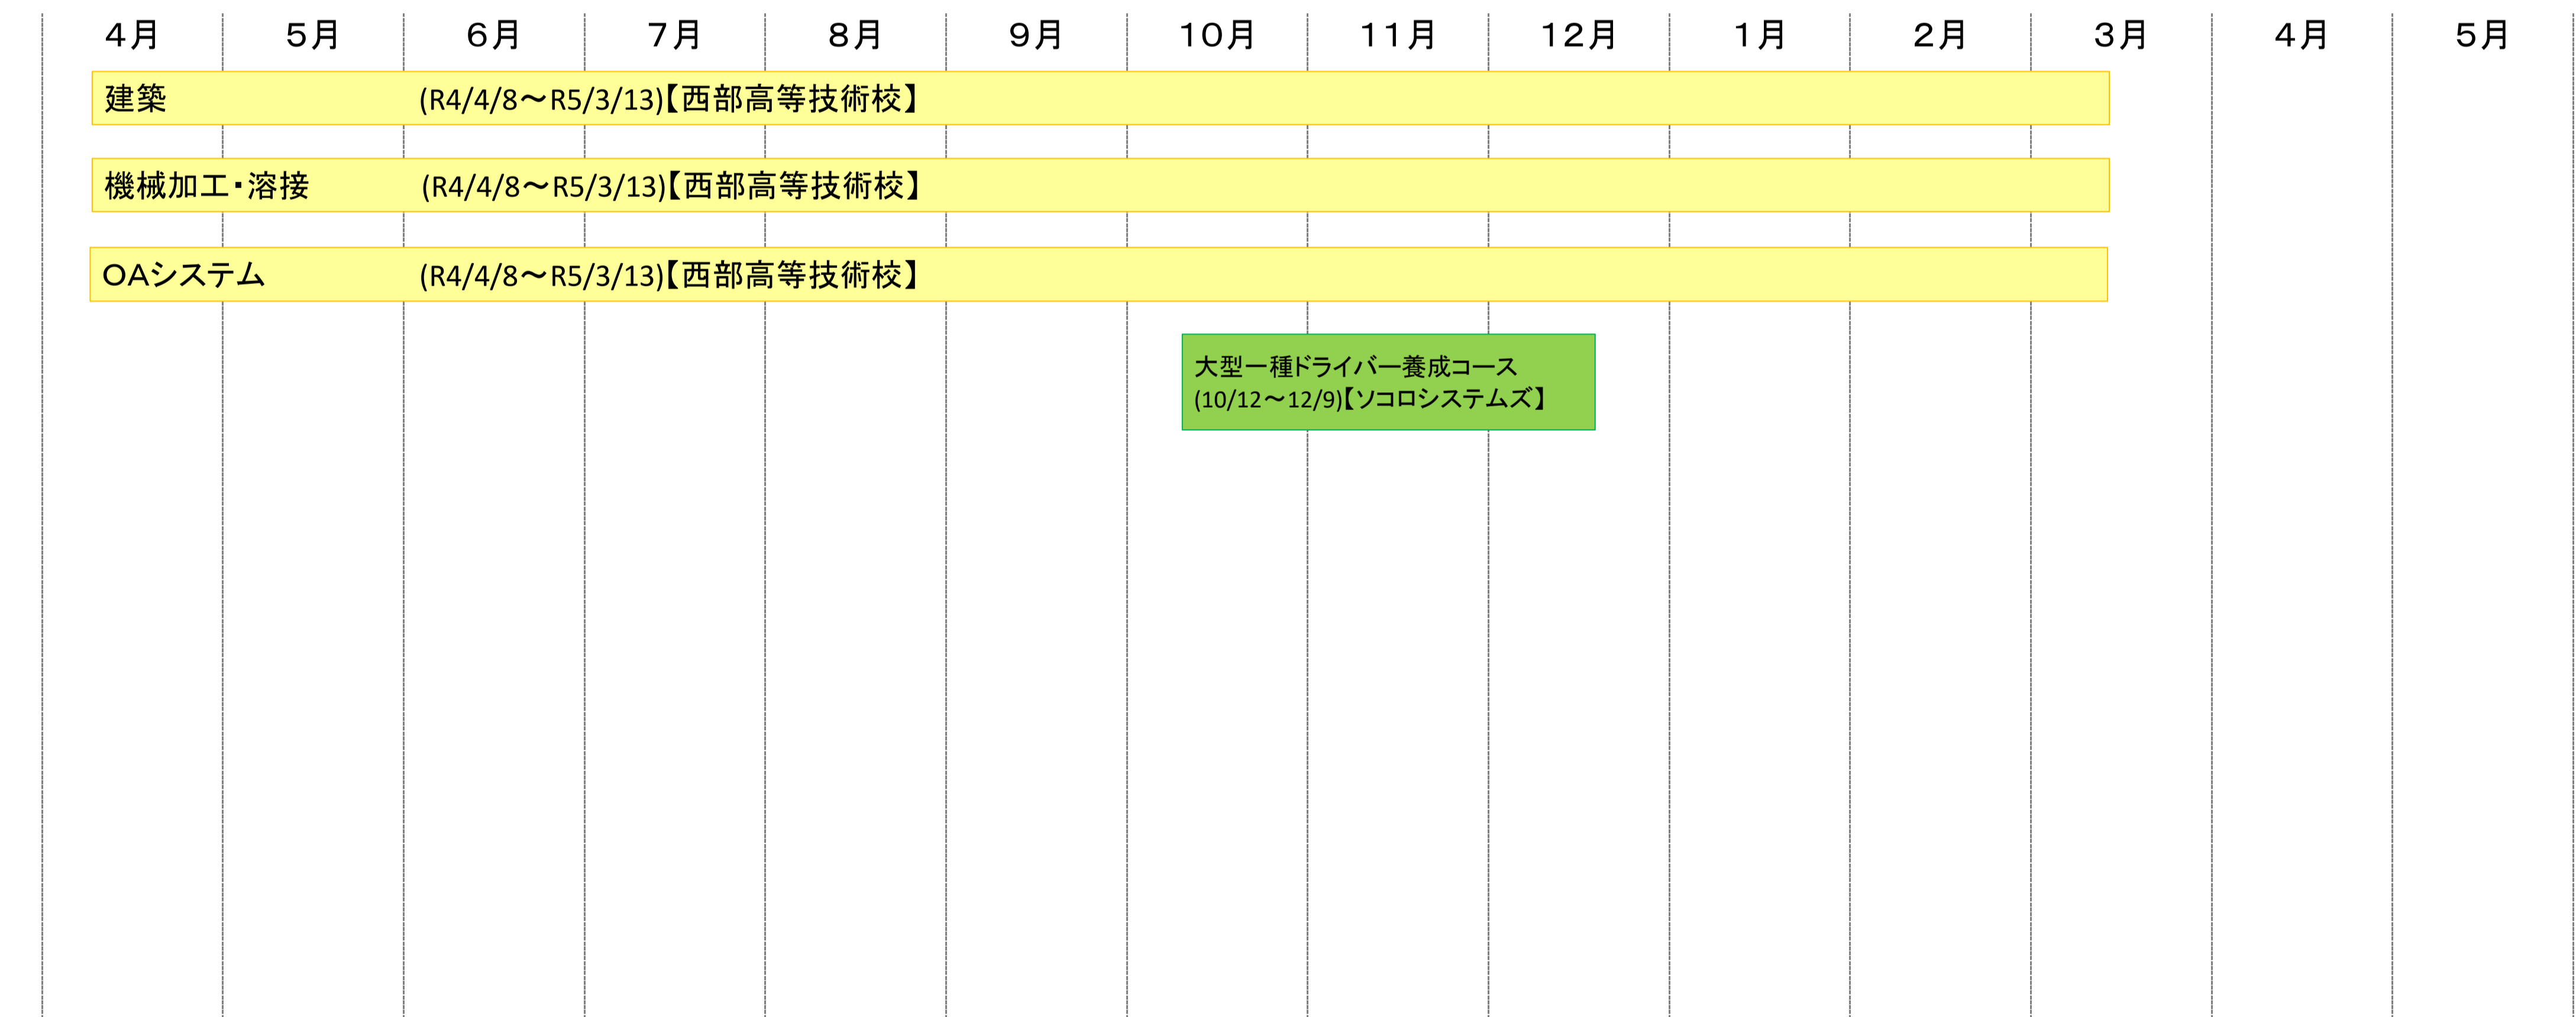 4月 5月 6月 7月 8月 9月 10月 11月 12月 1月 2月 3月 4月 5月
建築 (R4/4/8～R5/3/13)【西部高等技術校】
機械加工・溶接 (R4/4/8～R5/3/13)【西部高等技術校】
OAシステム (R4/4/8～R5/3/13)【西部高等技術校】
大型一種ドライバー養成コース
(10/12～12/9)【ソコロシステムズ】